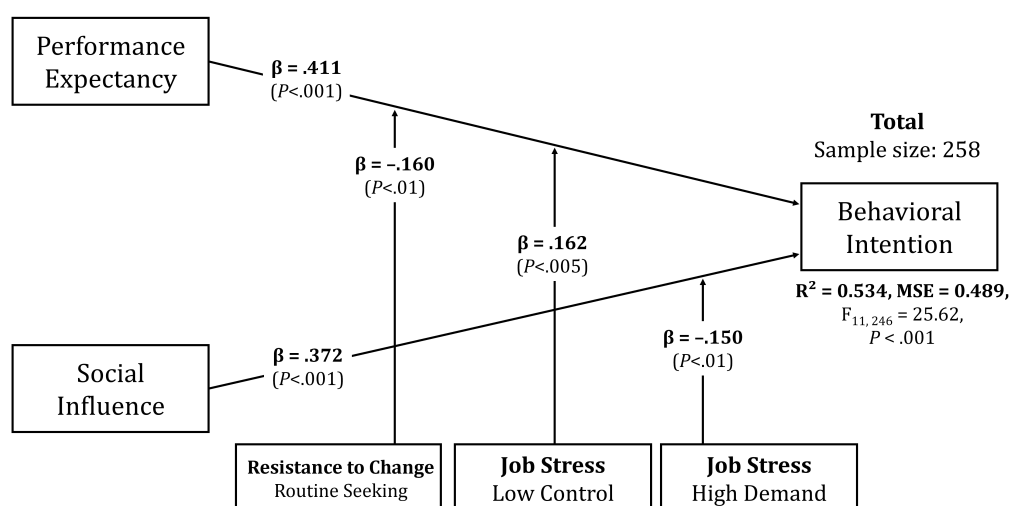 Performance
Expectancy
β = .411
(P<.001)
Total
Sample size: 258
β = –.160
(P<.01)
Behavioral
Intention
β = .162
(P<.005)
R² = 0.534, MSE = 0.489,
F11, 246 = 25.62,
P < .001
β = –.150
(P<.01)
β = .372
(P<.001)
Social
Influence
Resistance to Change
Routine Seeking
Job Stress
Low Control
Job Stress
High Demand